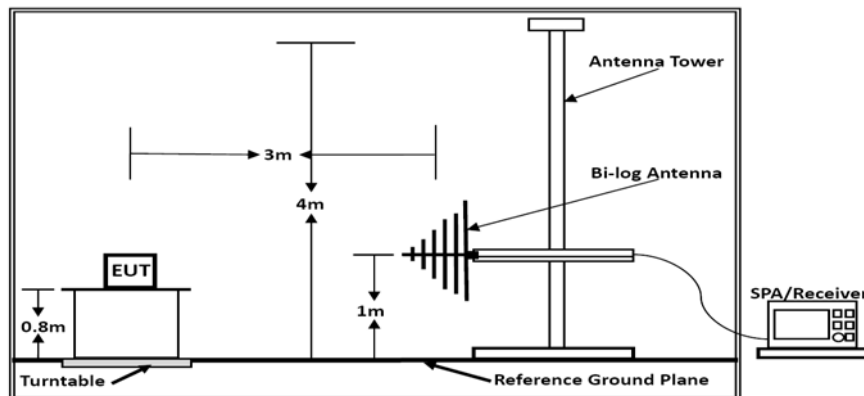 Antenna Tower
3m
Bi-log Antenna
4m
EUT
SPA/Receiver
0.8m
1m
Turntable
Reference Ground Plane